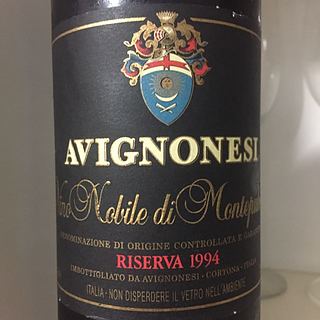 AVIGNONESI
Vino Nobile di Montepul
DENOMINAZIONE DI ORIGINE CONTROLLATA E GARANT
RISERVA 1994
IMBOTTIGLIATO DA AVIGNONESI - CORTONA - ITALIA
ITALIA - NON DISPERDERE IL VETRO NELL'AMBIENTE